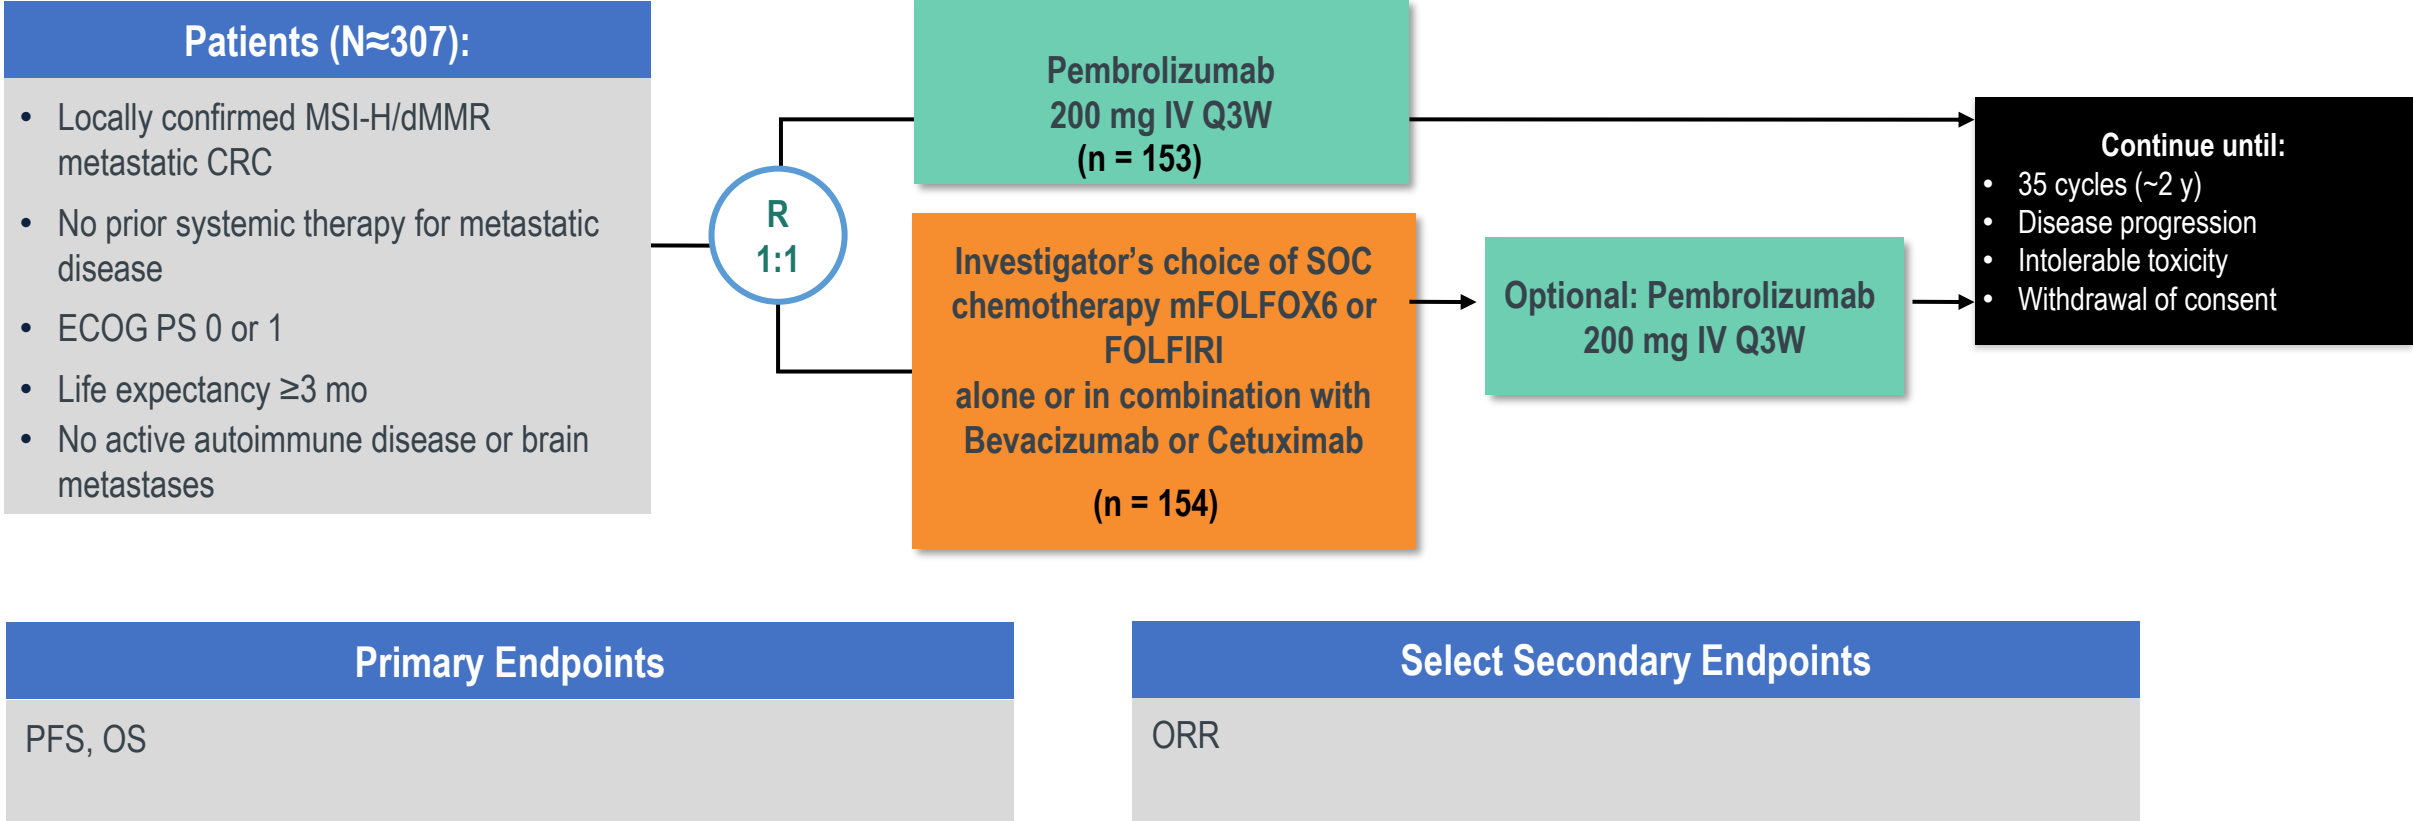 Patients (N≈307):
• Locally confirmed MSI-H/dMMR
metastatic CRC
• No prior systemic therapy for metastatic
disease
• ECOG PS 0 or 1
• Life expectancy ≥3 mo
• No active autoimmune disease or brain
metastases
R
1:1
Pembrolizumab
200 mg IV Q3W
(n = 153)
Investigator’s choice of SOC
chemotherapy mFOLFOX6 or
FOLFIRI
alone or in combination with
Bevacizumab or Cetuximab
(n = 154)
Optional: Pembrolizumab
200 mg IV Q3W
Continue until:
• 35 cycles (~2 y)
• Disease progression
• Intolerable toxicity
• Withdrawal of consent
Primary Endpoints
PFS, OS
Select Secondary Endpoints
ORR